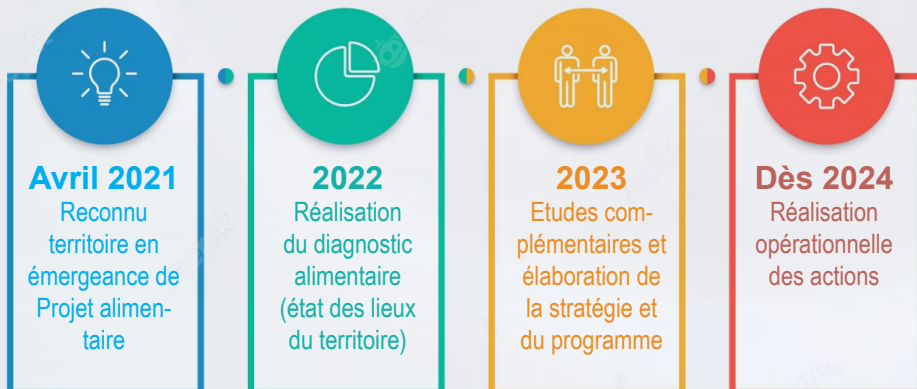 Avril 2021
Reconnu
territoire en
émergeance de
Projet alimen-
taire
2022
Réalisation
du diagnostic
alimentaire
(état des lieux
du territoire)
2023
Etudes com-
plémentaires et
élaboration de
la stratégie et
du programme
Dès 2024
Réalisation
opérationnelle
des actions